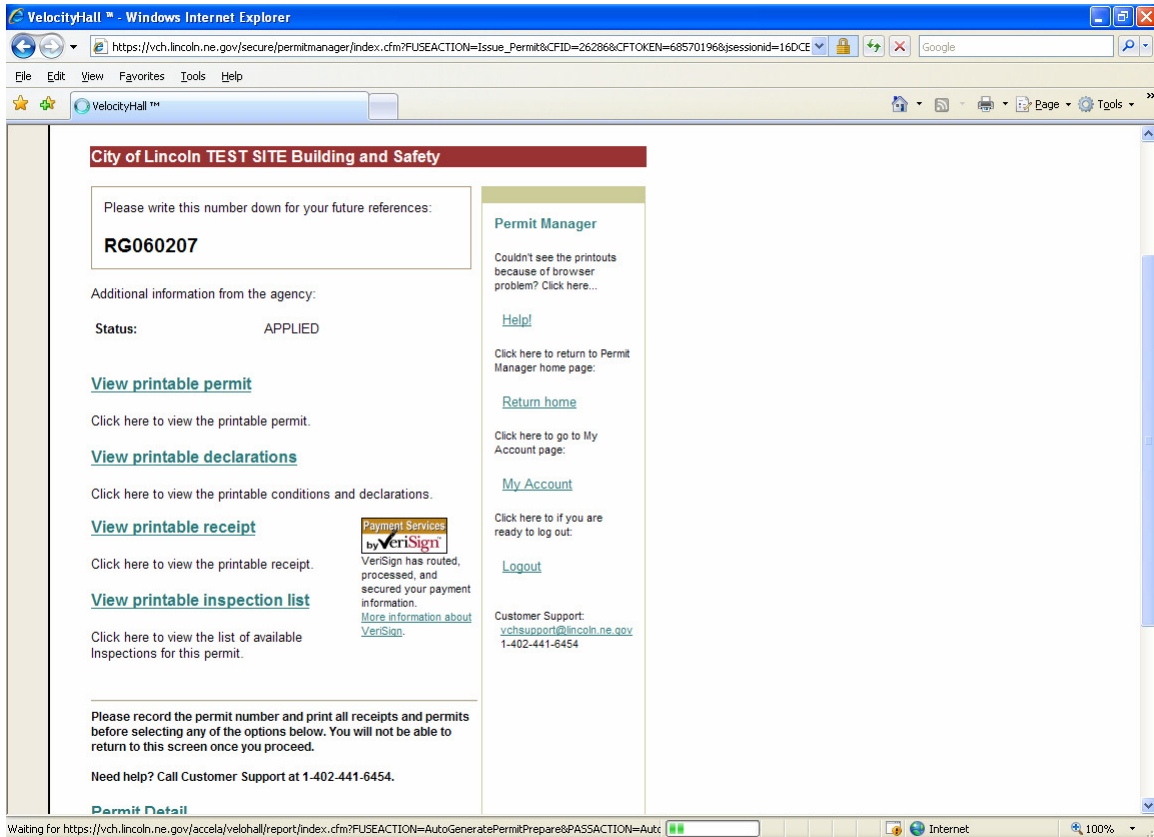 VelocityHall ™ - Windows Internet Explorer
https://vch.lincoln.ne.gov/secure/permitmanager/index.cfm?FUSEACTION=Issue_Permit&CFID=26286&CFTOKEN=68570196&jsessionid=16DCE
Google
File Edit View Favorites Tools Help
VelocityHall ™
Page Tools »
City of Lincoln TEST SITE Building and Safety
Please write this number down for your future references:
RG060207
Additional information from the agency:
Status: APPLIED
View printable permit
Click here to view the printable permit.
View printable declarations
Click here to view the printable conditions and declarations.
View printable receipt
Click here to view the printable receipt.
View printable inspection list
Click here to view the list of available
Inspections for this permit.
Payment Services
by VeriSign
VeriSign has routed,
processed, and
secured your payment
information.
More information about
VeriSign.
Please record the permit number and print all receipts and permits
before selecting any of the options below. You will not be able to
return to this screen once you proceed.
Need help? Call Customer Support at 1-402-441-6454.
Permit Detail
Permit Manager
Couldn't see the printouts
because of browser
problem? Click here...
Help!
Click here to return to Permit
Manager home page:
Return home
Click here to go to My
Account page:
My Account
Click here to if you are
ready to log out:
Logout
Customer Support:
vchsupport@lincoln.ne.gov
1-402-441-6454
Waiting for https://vch.lincoln.ne.gov/accela/velohall/report/index.cfm?FUSEACTION=AutoGeneratePermitPrepare&PASSACTION=Auto
Internet
100%